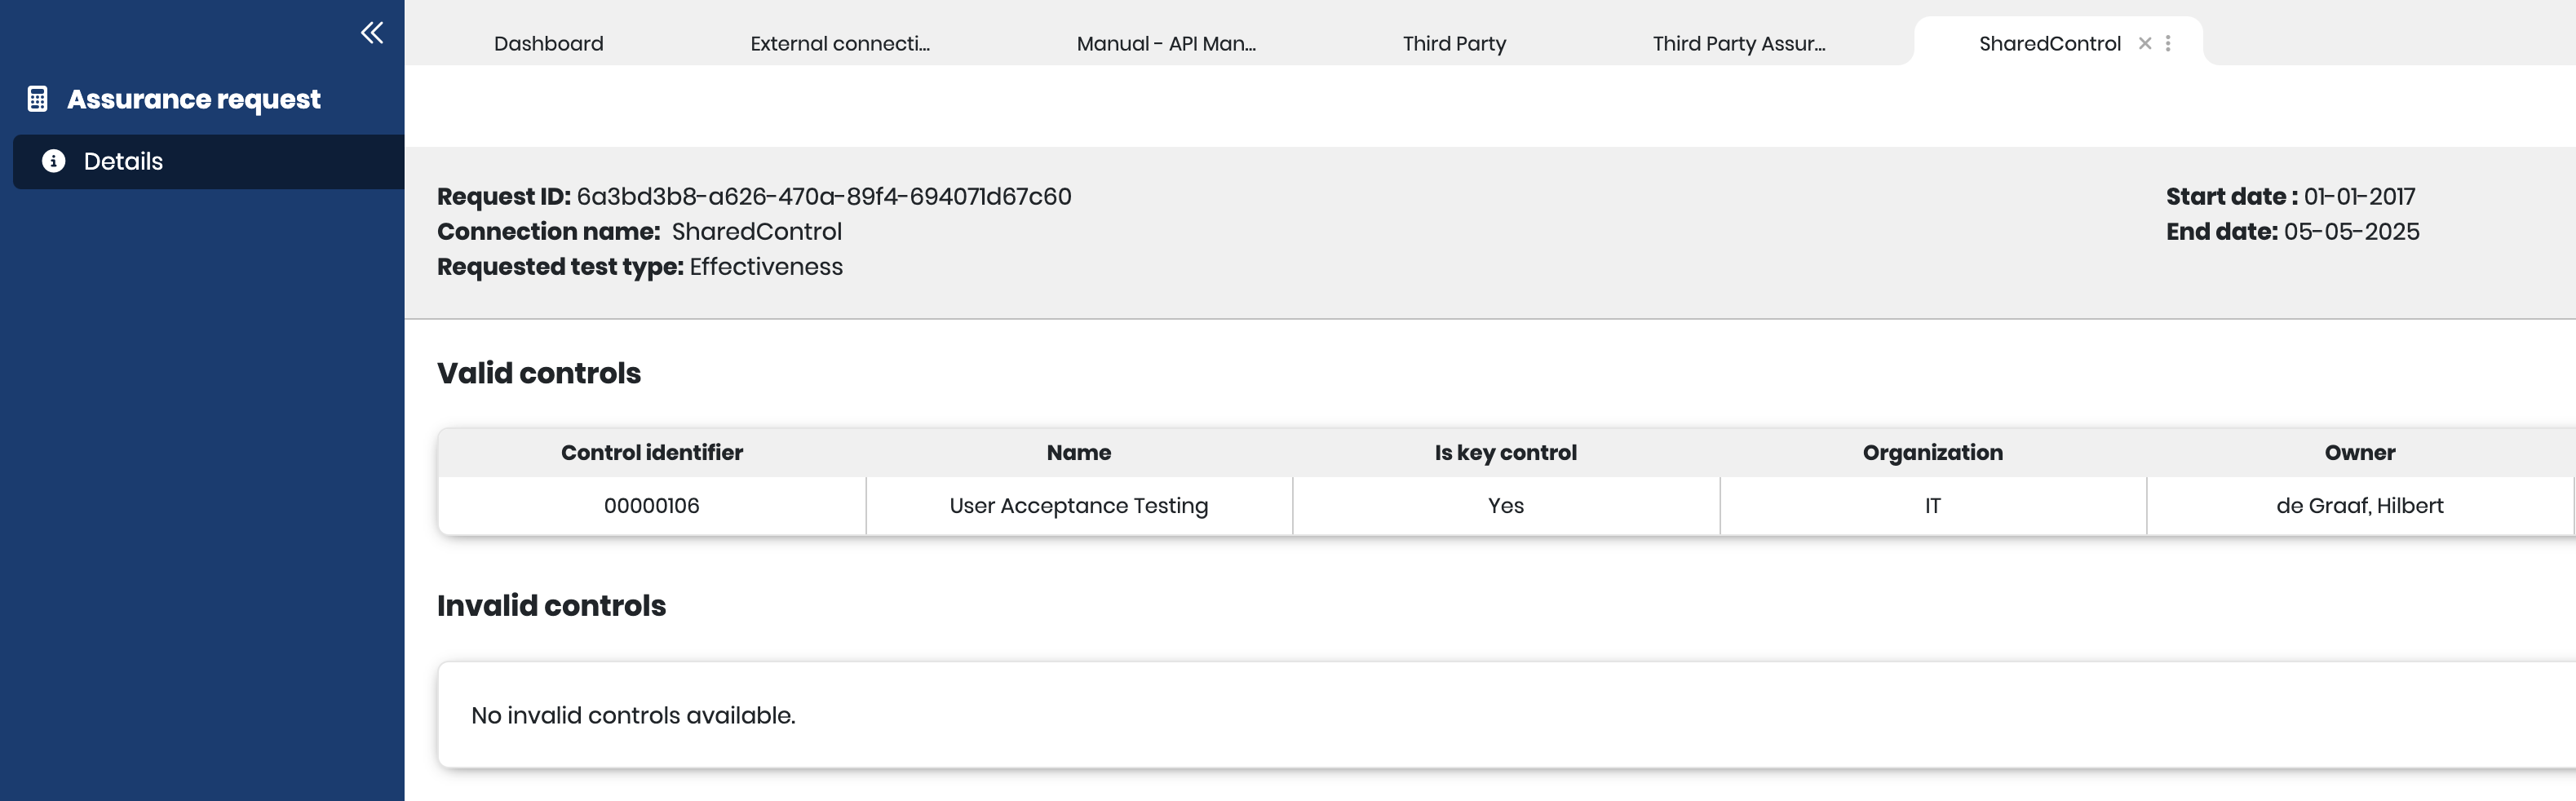 Dashboard
External connecti...
Manual - API Man...
Third Party
Third Party Assur...
SharedControl
Assurance request
Details
Request ID: 6a3bd3b8-a626-470a-89f4-694071d67c60
Connection name: SharedControl
Requested test type: Effectiveness
Start date : 01-01-2017
End date: 05-05-2025
Valid controls
Control identifier Name Is key control Organization Owner
00000106 User Acceptance Testing Yes IT de Graaf, Hilbert
Invalid controls
No invalid controls available.